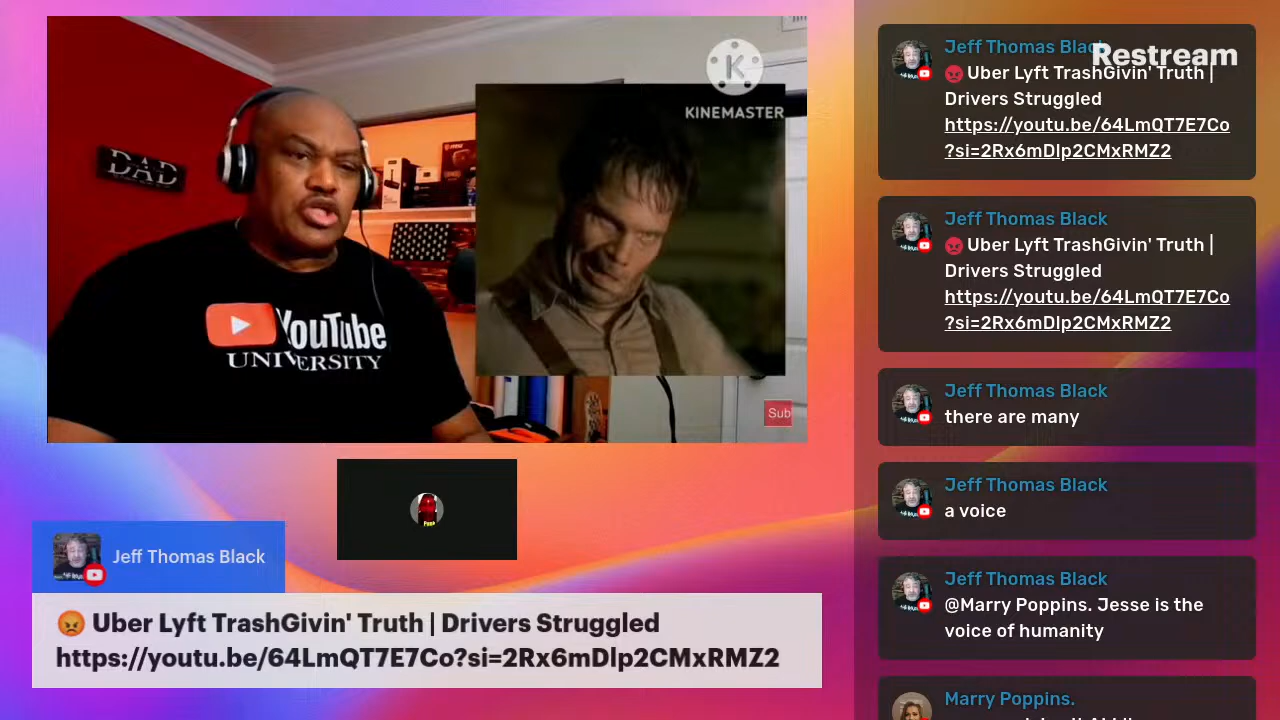 DAD
YouTube
UNIVERSITY
K
KINEMASTER
Sub
Jeff Thomas Black
😡 Uber Lyft TrashGivin' Truth | Drivers Struggled
https://youtu.be/64LmQT7E7Co?si=2Rx6mDlp2CMxRMZ2
Restream
Jeff Thomas Black
😡 Uber Lyft TrashGivin' Truth |
Drivers Struggled
https://youtu.be/64LmQT7E7Co
?si=2Rx6mDlp2CMxRMZ2
Jeff Thomas Black
😡 Uber Lyft TrashGivin' Truth |
Drivers Struggled
https://youtu.be/64LmQT7E7Co
?si=2Rx6mDlp2CMxRMZ2
Jeff Thomas Black
there are many
Jeff Thomas Black
a voice
Jeff Thomas Black
@Marry Poppins. Jesse is the
voice of humanity
Marry Poppins.